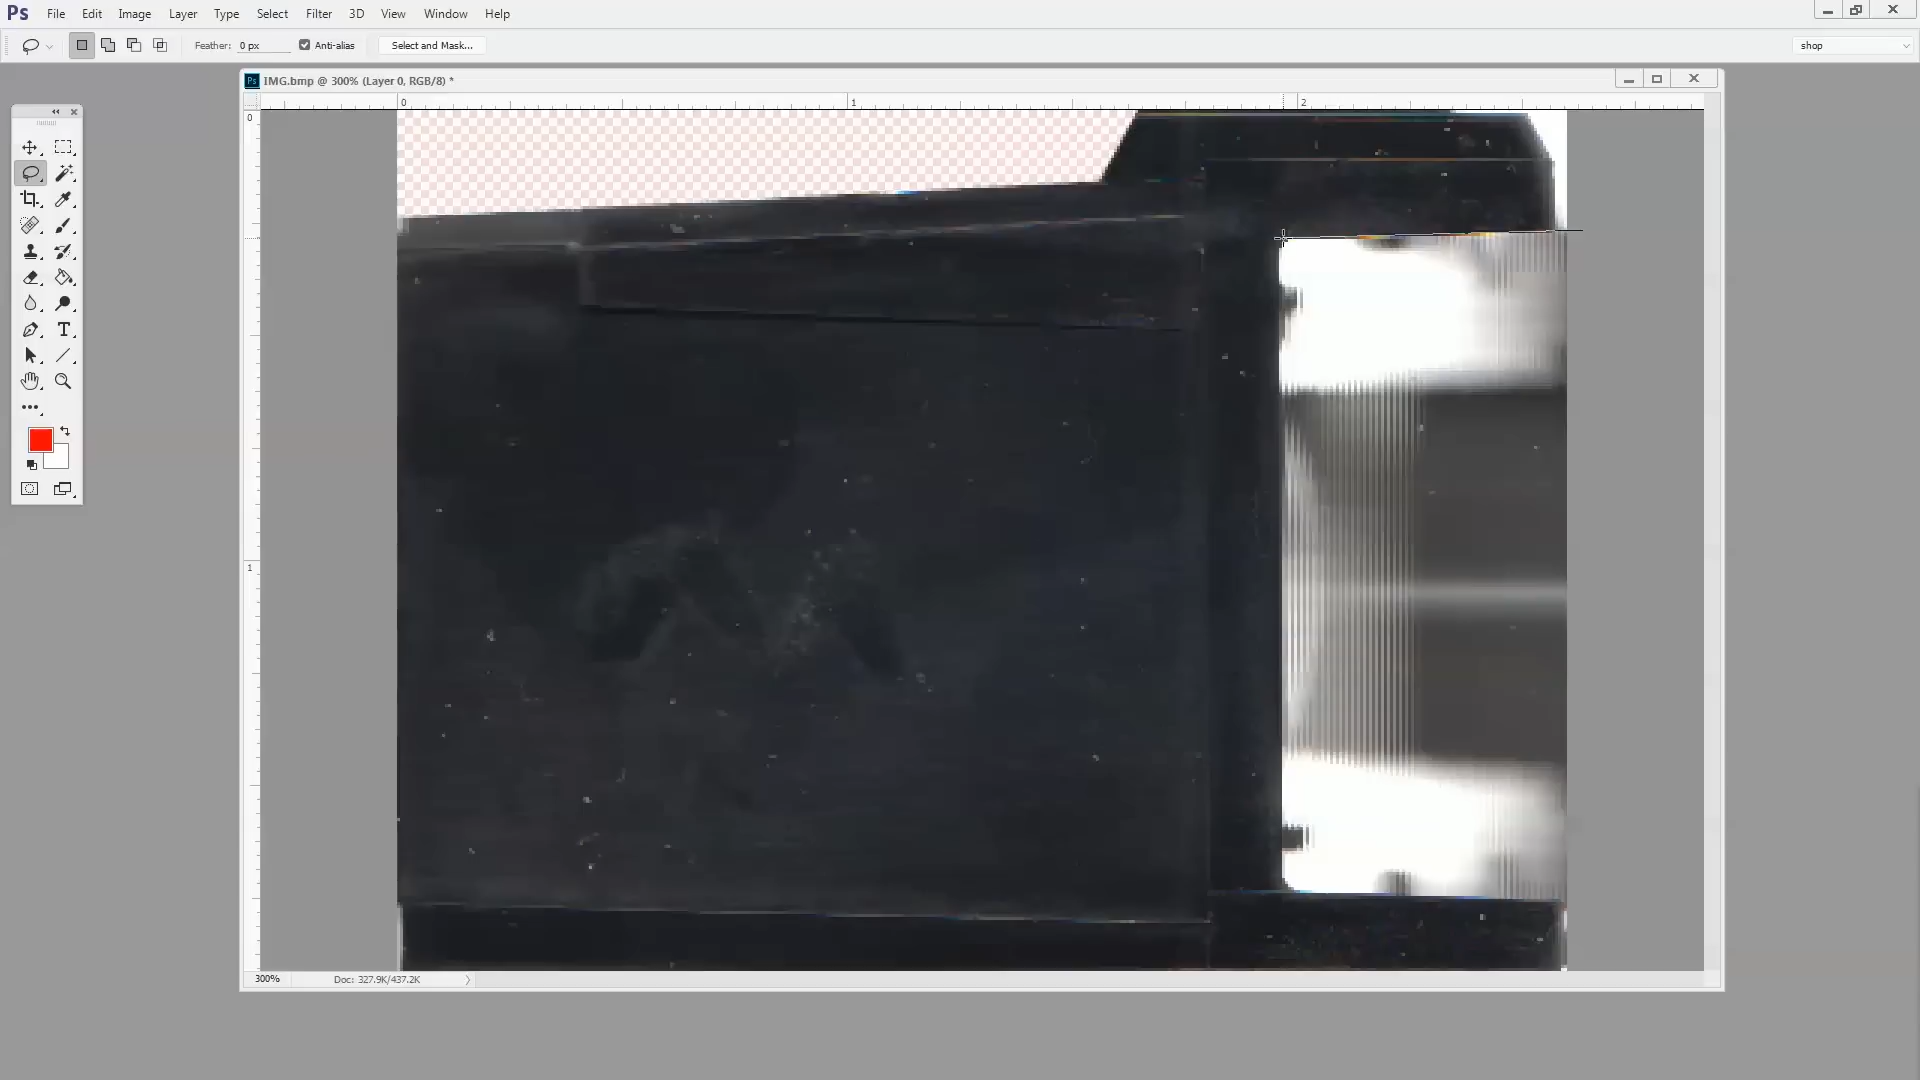 Ps File Edit Image Layer Type Select Filter 3D View Window Help
Feather: 0 px Anti-alias Select and Mask... shop
Ps IMG.bmp @ 300% (Layer 0, RGB/8) *
0 1 2
0
T
1
300% Doc: 327.9K/437.2K